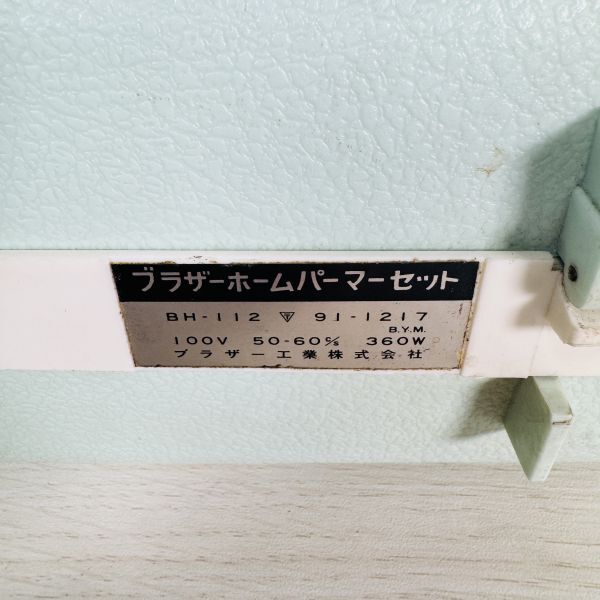 ブラザーホームパーマーセット
BH-112 〒 91-1217
B.Y.M.
100V 50-60c/s 360W
ブラザー工業株式会社